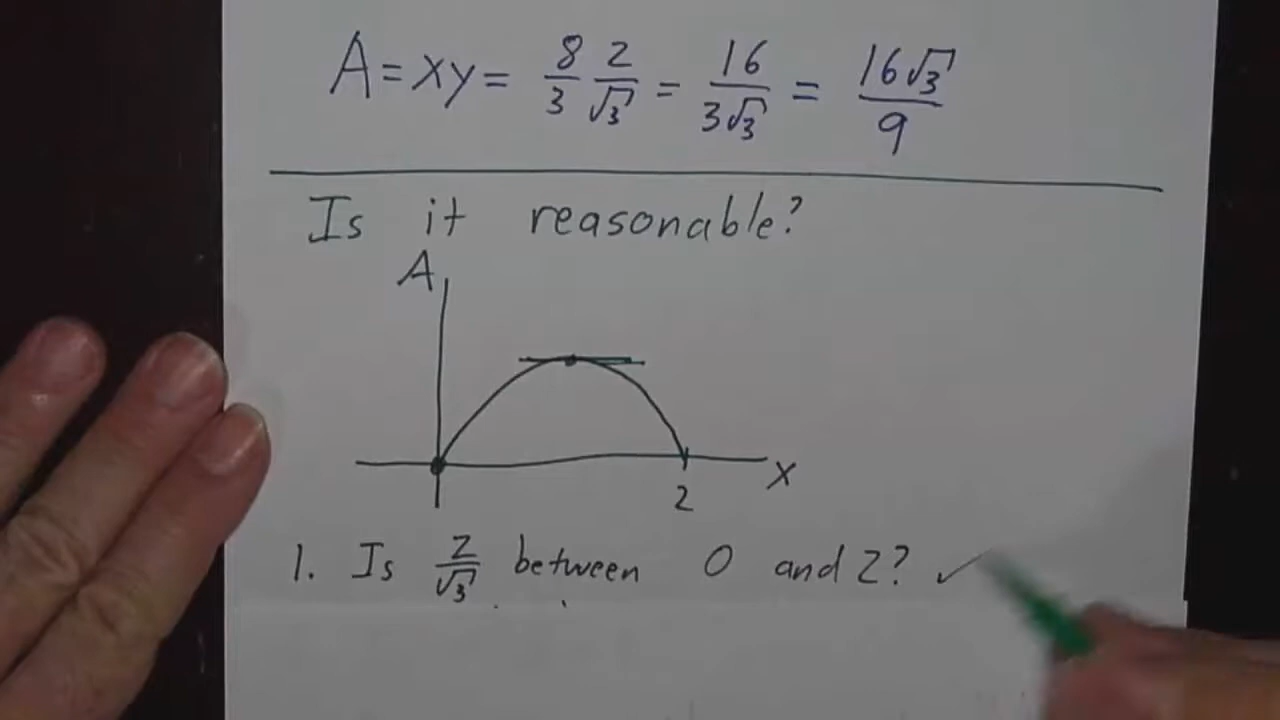 A = xy = 8/3 2/√3 = 16/3√3 = 16√3/9
Is it reasonable?
A
x
2
1. Is 2/√3 between 0 and 2? ✓